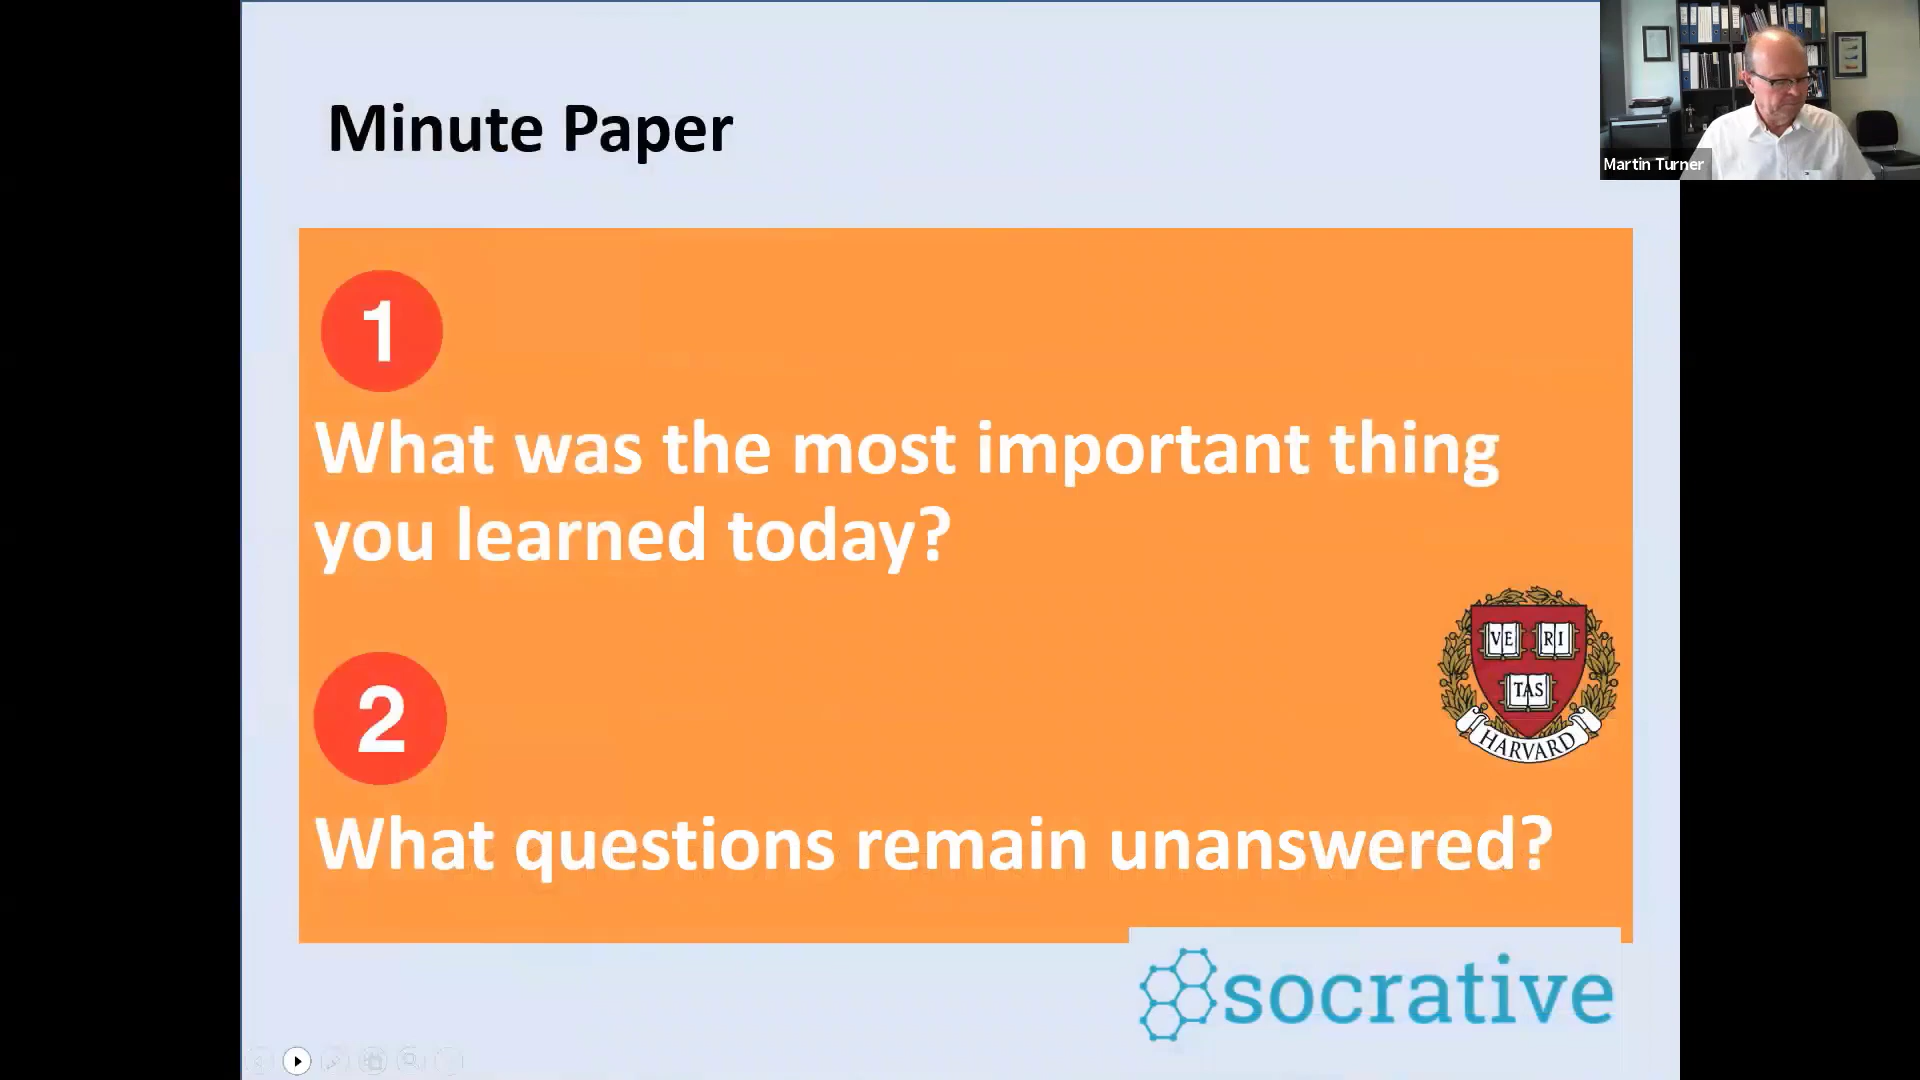 Minute Paper
Martin Turner
1
What was the most important thing
you learned today?
VE RI
TAS
HARVARD
2
What questions remain unanswered?
socrative